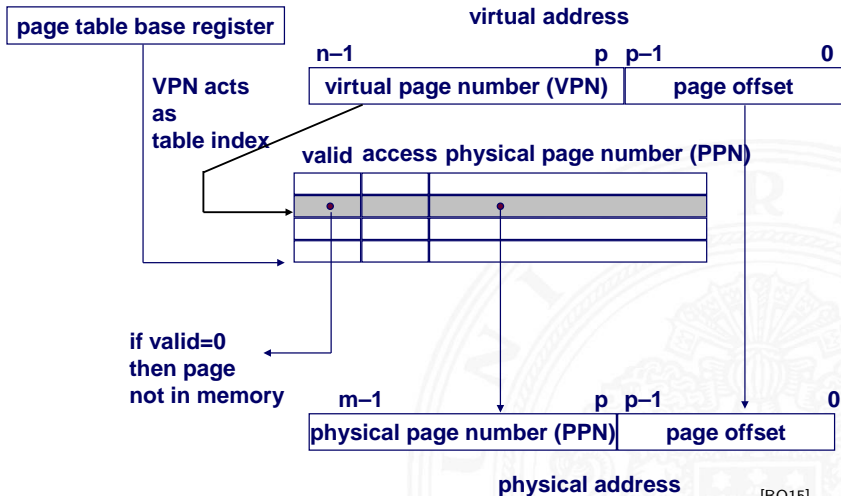 page table base register
virtual address
n–1 p p–1 0
virtual page number (VPN) page offset
VPN acts
as
table index
valid access physical page number (PPN)
if valid=0
then page
not in memory
m–1 p p–1 0
physical page number (PPN) page offset
physical address
[BO15]